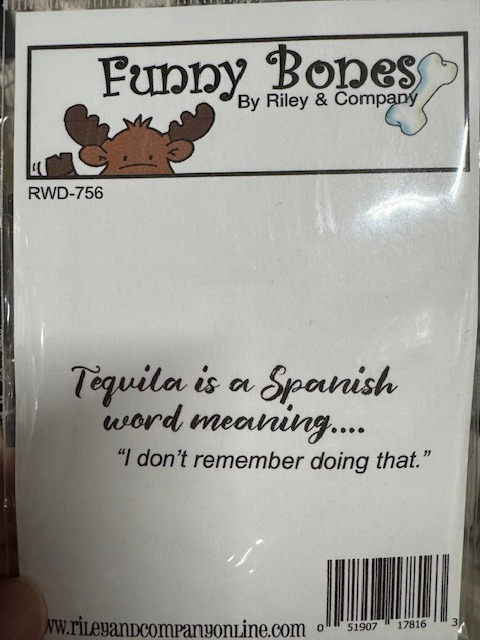 Funny Bones
By Riley & Company
RWD-756
Tequila is a Spanish
word meaning....
"I don't remember doing that."
www.rileyandcompanyonline.com
0 51907 17816 3